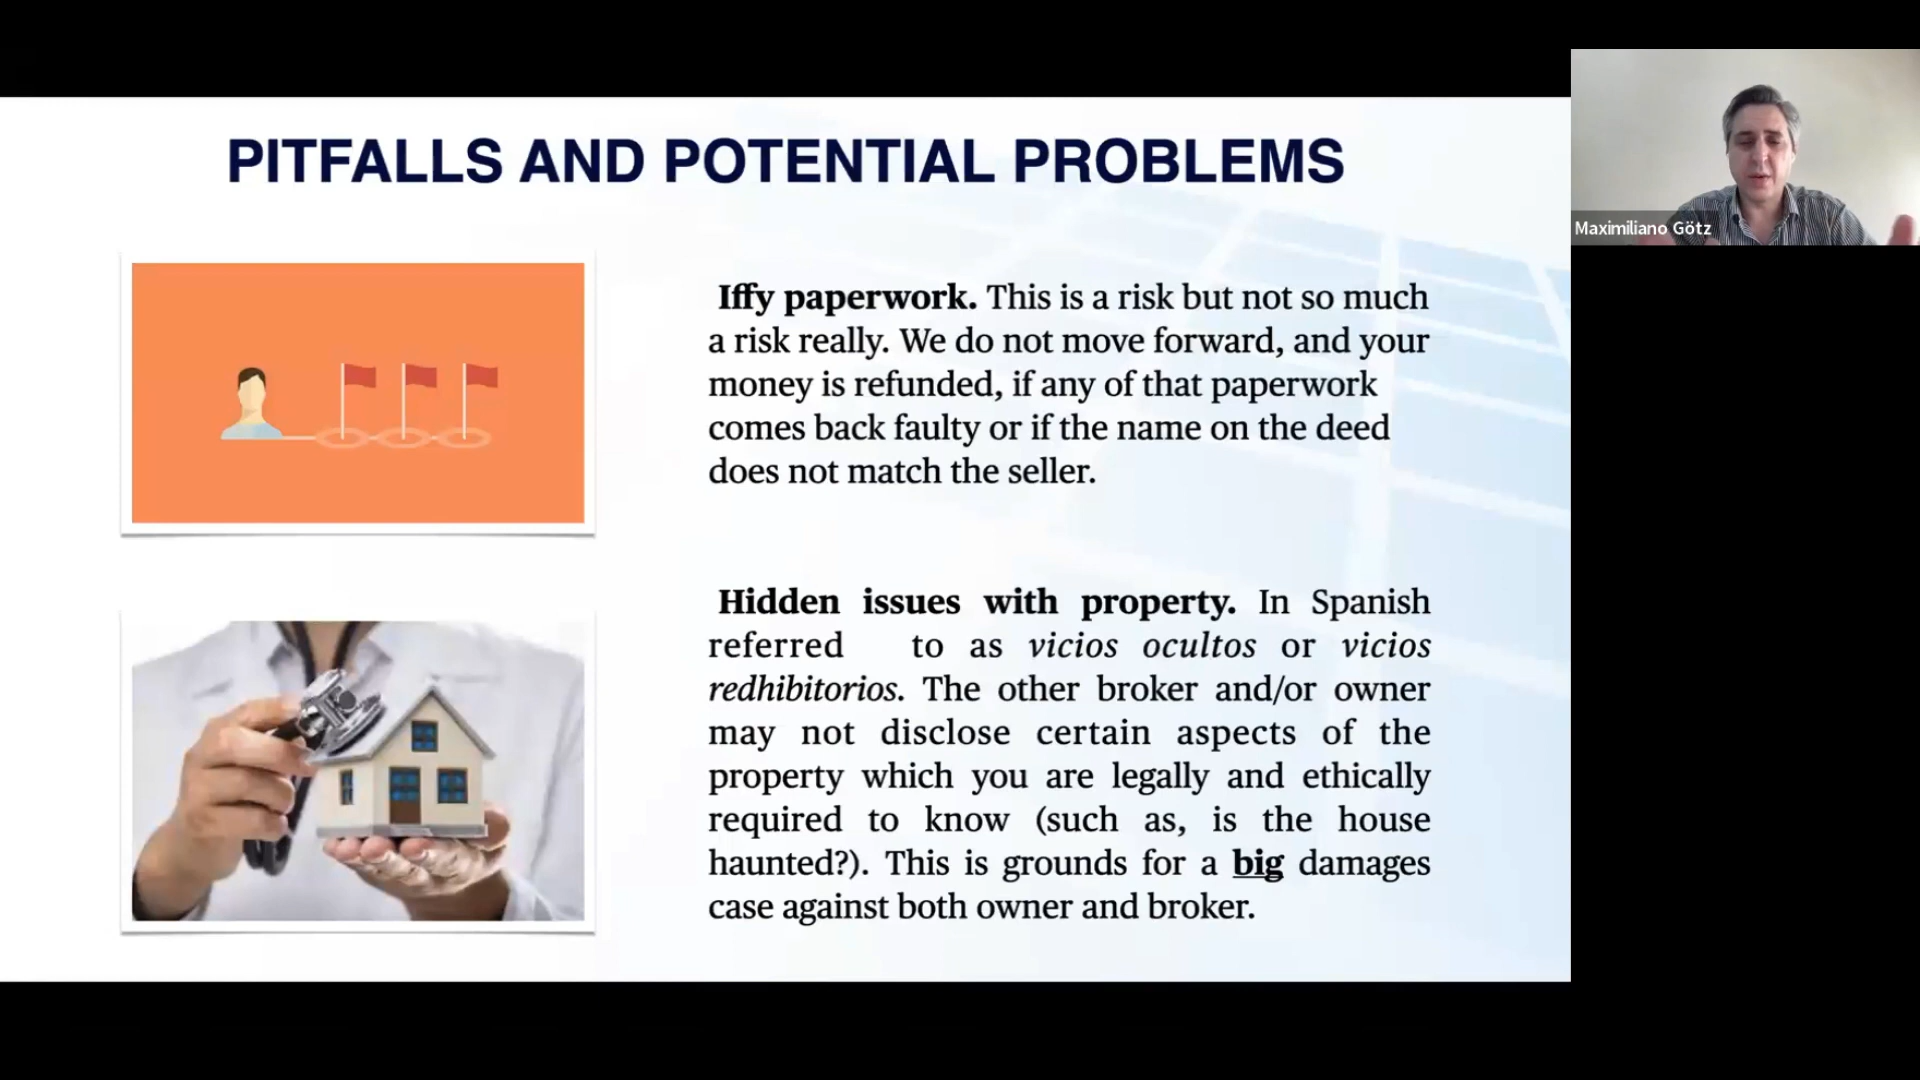 PITFALLS AND POTENTIAL PROBLEMS
Maximiliano Götz
Iffy paperwork. This is a risk but not so much
a risk really. We do not move forward, and your
money is refunded, if any of that paperwork
comes back faulty or if the name on the deed
does not match the seller.
Hidden issues with property. In Spanish
referred to as vicios ocultos or vicios
redhibitorios. The other broker and/or owner
may not disclose certain aspects of the
property which you are legally and ethically
required to know (such as, is the house
haunted?). This is grounds for a big damages
case against both owner and broker.